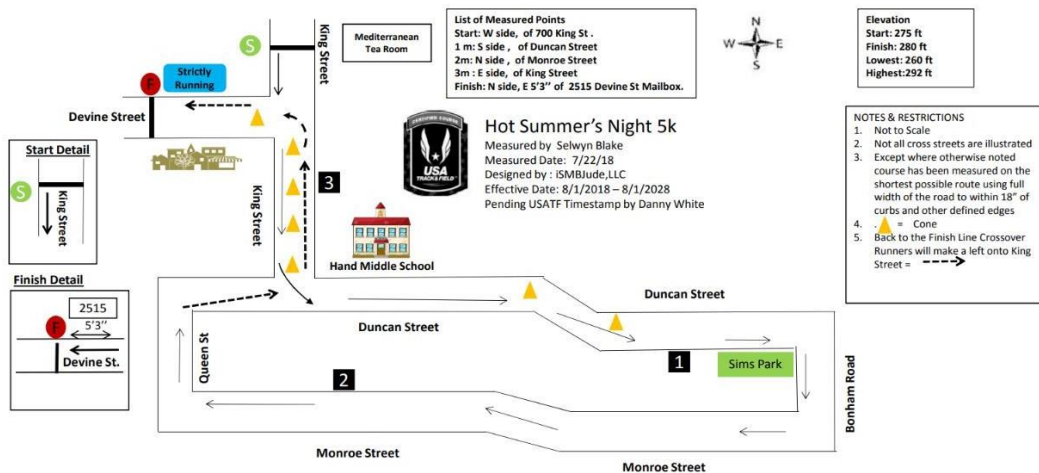 S
King Street
Mediterranean
Tea Room
List of Measured Points
Start: W side, of 700 King St .
1 m: S side , of Duncan Street
2m: N side , of Monroe Street
3m : E side, of King Street
Finish: N side, E 5'3'' of 2515 Devine St Mailbox.
N
W
E
S
Elevation
Start: 275 ft
Finish: 280 ft
Lowest: 260 ft
Highest:292 ft
F
Strictly
Running
Devine Street
CERTIFIED COURSE
USA
TRACK & FIELD
Hot Summer's Night 5k
Measured by Selwyn Blake
Measured Date: 7/22/18
Designed by : iSMBJude,LLC
Effective Date: 8/1/2018 – 8/1/2028
Pending USATF Timestamp by Danny White
NOTES & RESTRICTIONS
1. Not to Scale
2. Not all cross streets are illustrated
3. Except where otherwise noted
course has been measured on the
shortest possible route using full
width of the road to within 18" of
curbs and other defined edges
4. . = Cone
5. Back to the Finish Line Crossover
Runners will make a left onto King
Street =
Start Detail
S
King Street
King Street
3
Hand Middle School
Finish Detail
2515
F
5'3''
Devine St.
Duncan Street
Duncan Street
Queen St
1
Sims Park
2
Bonham Road
Monroe Street
Monroe Street